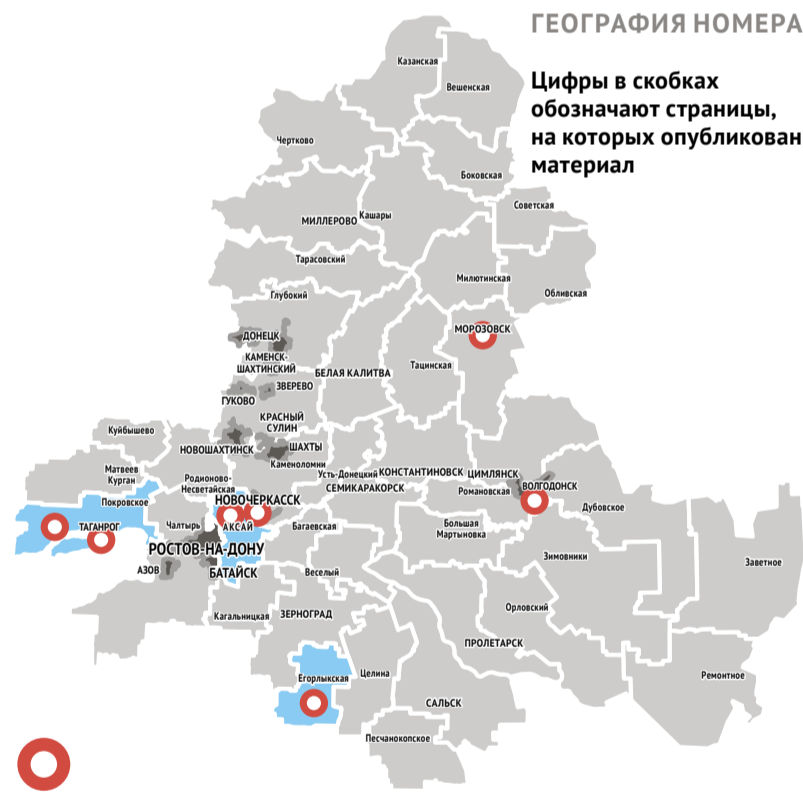 ГЕОГРАФИЯ НОМЕРА
Цифры в скобках
обозначают страницы,
на которых опубликован
материал
Казанская
Вешенская
Чертково
Боковская
Советская
МИЛЛЕРОВО
Кашары
Тарасовский
Милютинская
Обливская
Глубокий
МОРОЗОВСК
ДОНЕЦК
КАМЕНСК-
ШАХТИНСКИЙ
БЕЛАЯ КАЛИТВА
Тацинская
ЗВЕРЕВО
ГУКОВО
КРАСНЫЙ
СУЛИН
Куйбышево
НОВОШАХТИНСК
ШАХТЫ
Каменоломни
Матвеев
Курган
Родионово-
Несветайская
Усть-Донецкий
КОНСТАНТИНОВСК
ЦИМЛЯНСК
СЕМИКАРАКОРСК
Романовская
ВОЛГОДОНСК
Покровское
НОВОЧЕРКАССК
Дубовское
ТАГАНРОГ
Чалтырь
АКСАЙ
Багаевская
Большая
Мартыновка
РОСТОВ-НА-ДОНУ
Зимовники
Заветное
АЗОВ
БАТАЙСК
Веселый
Кагальницкая
ЗЕРНОГРАД
Орловский
ПРОЛЕТАРСК
Егорлыкская
Целина
Ремонтное
САЛЬСК
Песчанокопское